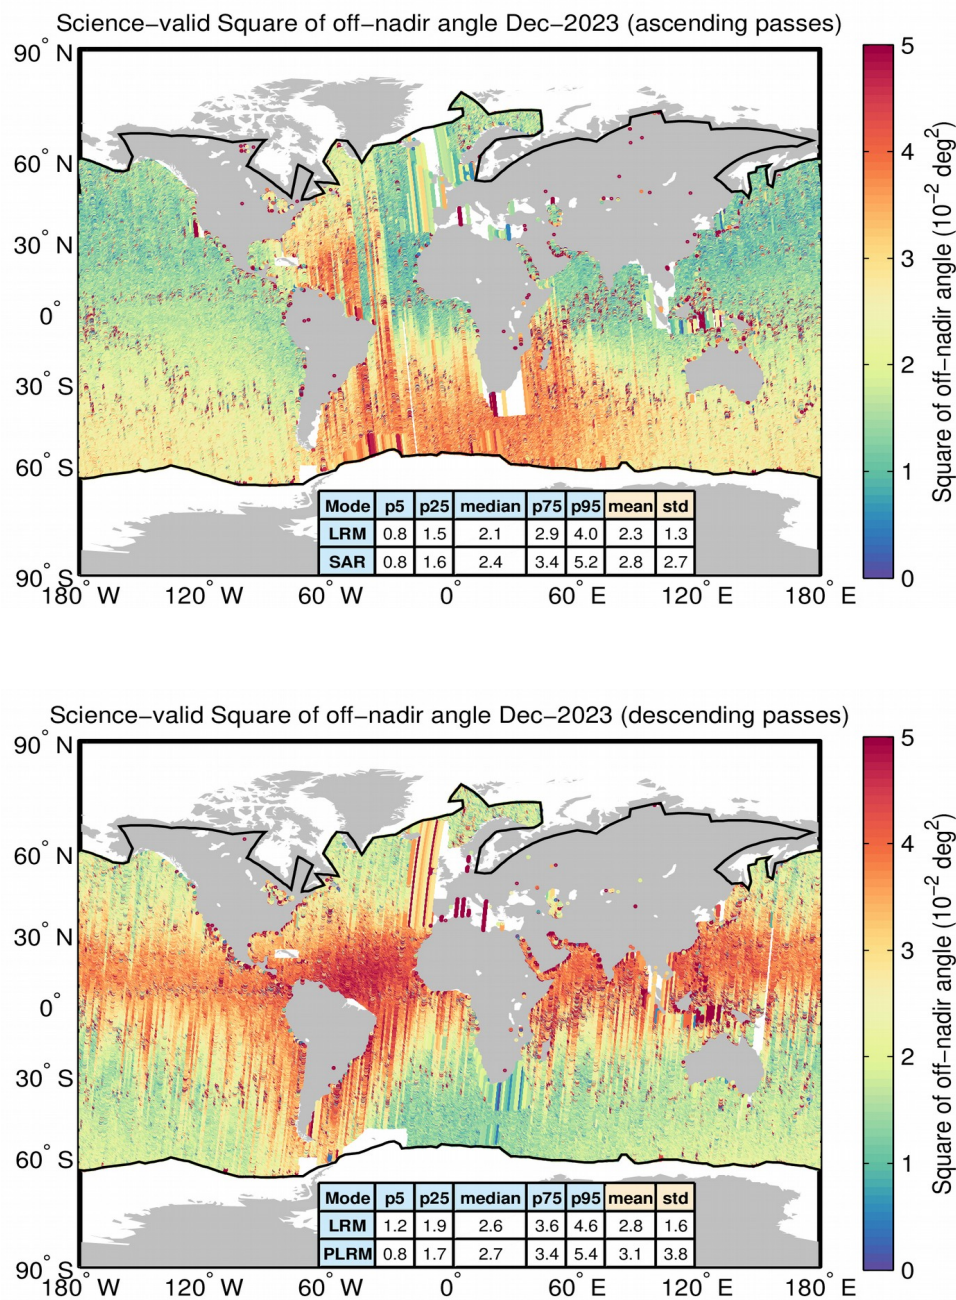 Science−valid Square of off−nadir angle Dec−2023 (ascending passes)
90° N
60° N
30° N
0°
30° S
60° S
90° S
180° W 120° W 60° W 0° 60° E 120° E 180° E
5
4
3
2
1
0
Square of off−nadir angle (10−2 deg2)
Mode p5 p25 median p75 p95 mean std
LRM 0.8 1.5 2.1 2.9 4.0 2.3 1.3
SAR 0.8 1.6 2.4 3.4 5.2 2.8 2.7
Science−valid Square of off−nadir angle Dec−2023 (descending passes)
90° N
60° N
30° N
0°
30° S
60° S
90° S
180° W 120° W 60° W 0° 60° E 120° E 180° E
5
4
3
2
1
0
Square of off−nadir angle (10−2 deg2)
Mode p5 p25 median p75 p95 mean std
LRM 1.2 1.9 2.6 3.6 4.6 2.8 1.6
PLRM 0.8 1.7 2.7 3.4 5.4 3.1 3.8